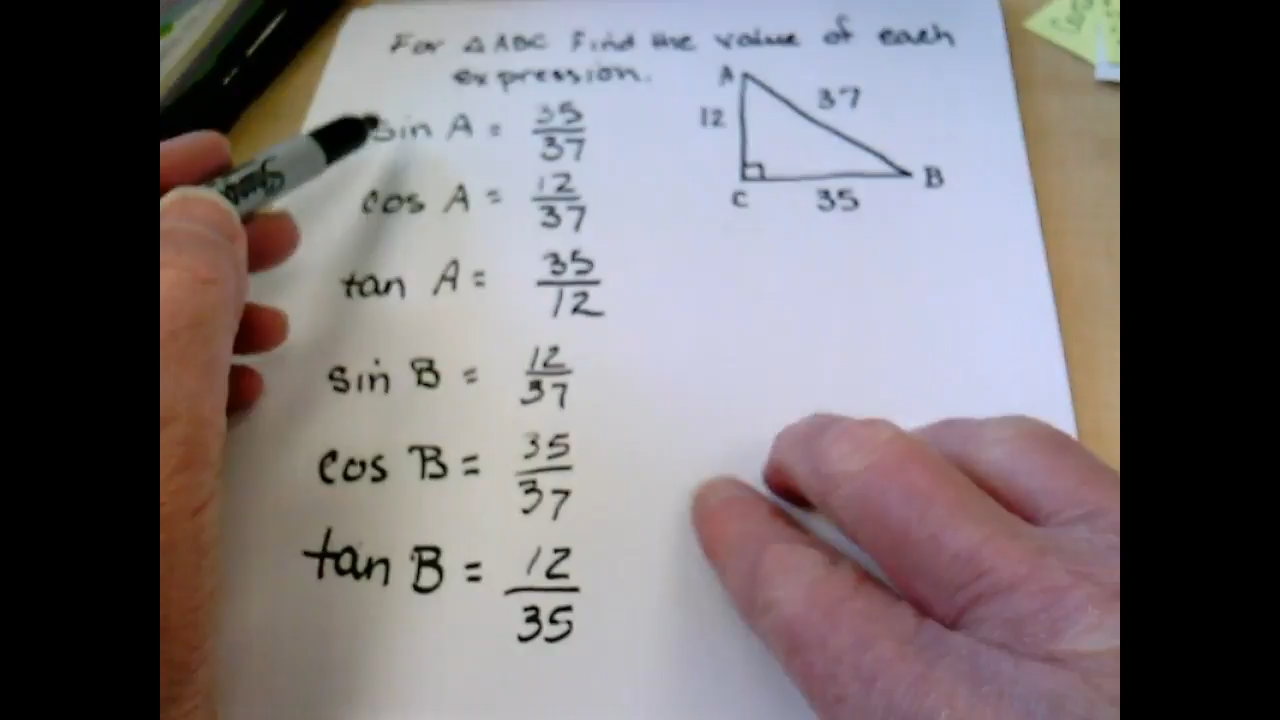 For △ABC Find the value of each
expression.
A
12
37
C
35
B
sin A = 35/37
cos A = 12/37
tan A = 35/12
sin B = 12/37
cos B = 35/37
tan B = 12/35